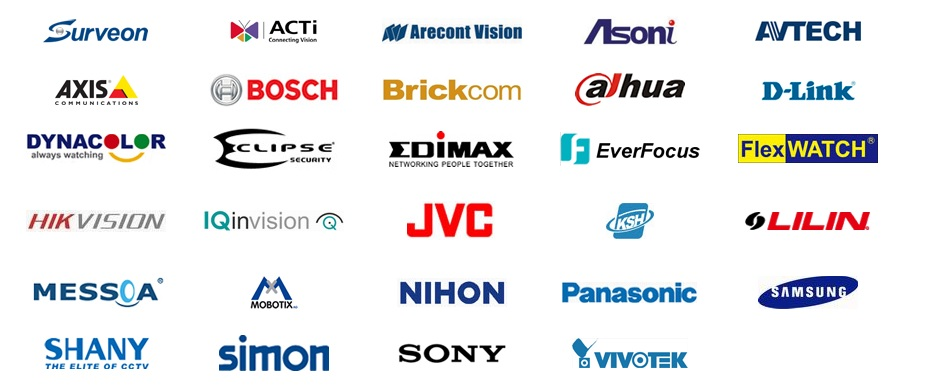 Surveon
ACTi
Connecting Vision
Arecont Vision
Asoni
AVTECH
AXIS
COMMUNICATIONS
BOSCH
Brickcom
alhua
D-Link®
DYNACOLOR
always watching
ECLIPSE
SECURITY
EDIMAX
NETWORKING PEOPLE TOGETHER
EverFocus
FlexWATCH®
HIKVISION
IQinvision
JVC
KSH
LILIN®
MESSOA®
MOBOTIX
NIHON
Panasonic
SAMSUNG
SHANY
THE ELITE OF CCTV
simon
SONY
VIVOTEK